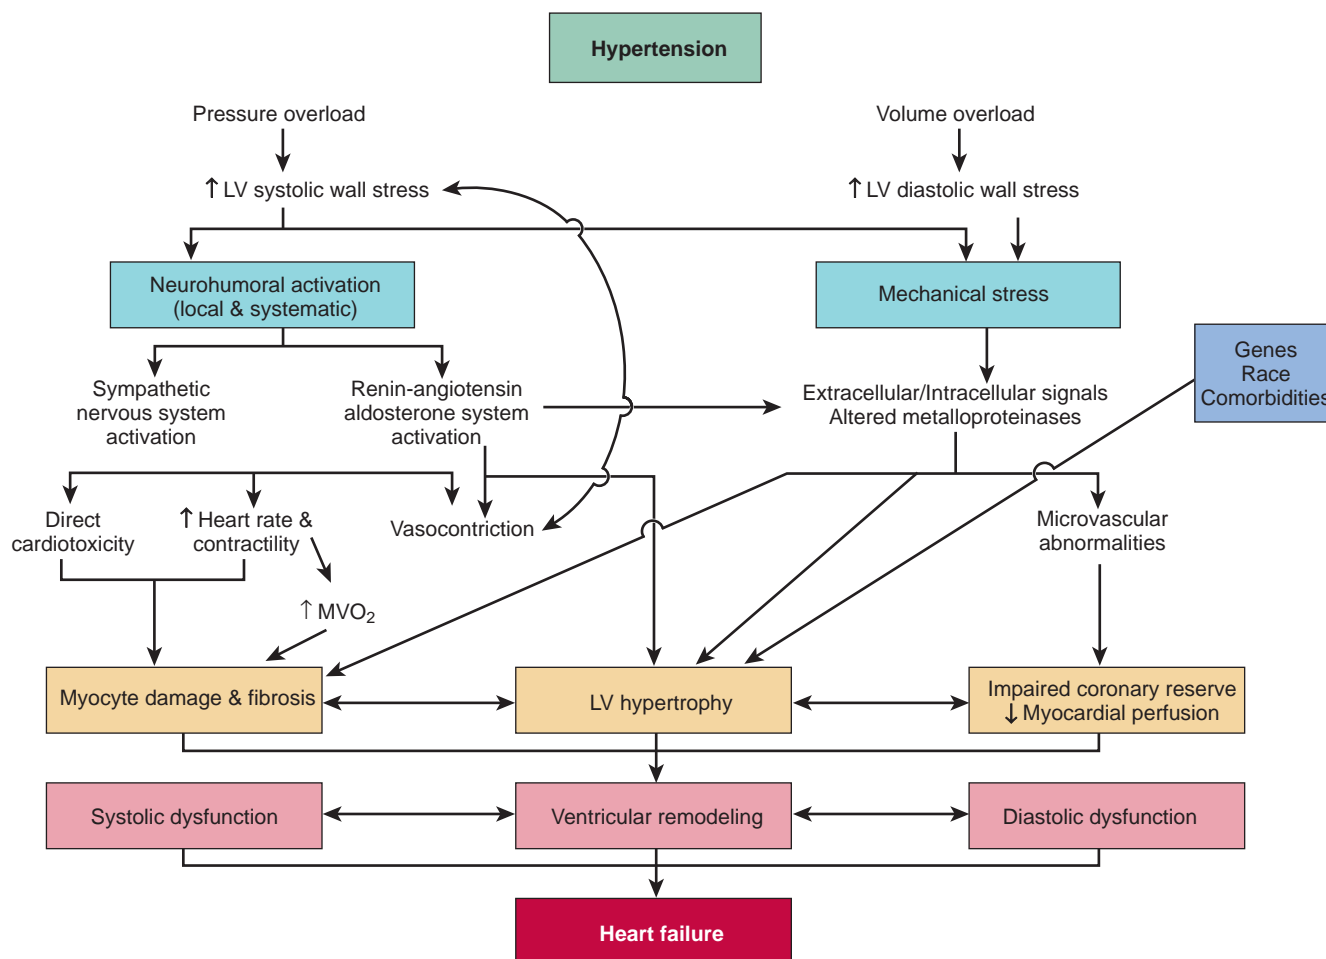 Hypertension
Pressure overload
Volume overload
↑ LV systolic wall stress
↑ LV diastolic wall stress
Neurohumoral activation
(local & systematic)
Mechanical stress
Genes
Race
Comorbidities
Sympathetic
nervous system
activation
Renin-angiotensin
aldosterone system
activation
Extracellular/Intracellular signals
Altered metalloproteinases
Direct
cardiotoxicity
↑ Heart rate &
contractility
Vasocontriction
Microvascular
abnormalities
↑ MVO₂
Myocyte damage & fibrosis
LV hypertrophy
Impaired coronary reserve
↓ Myocardial perfusion
Systolic dysfunction
Ventricular remodeling
Diastolic dysfunction
Heart failure